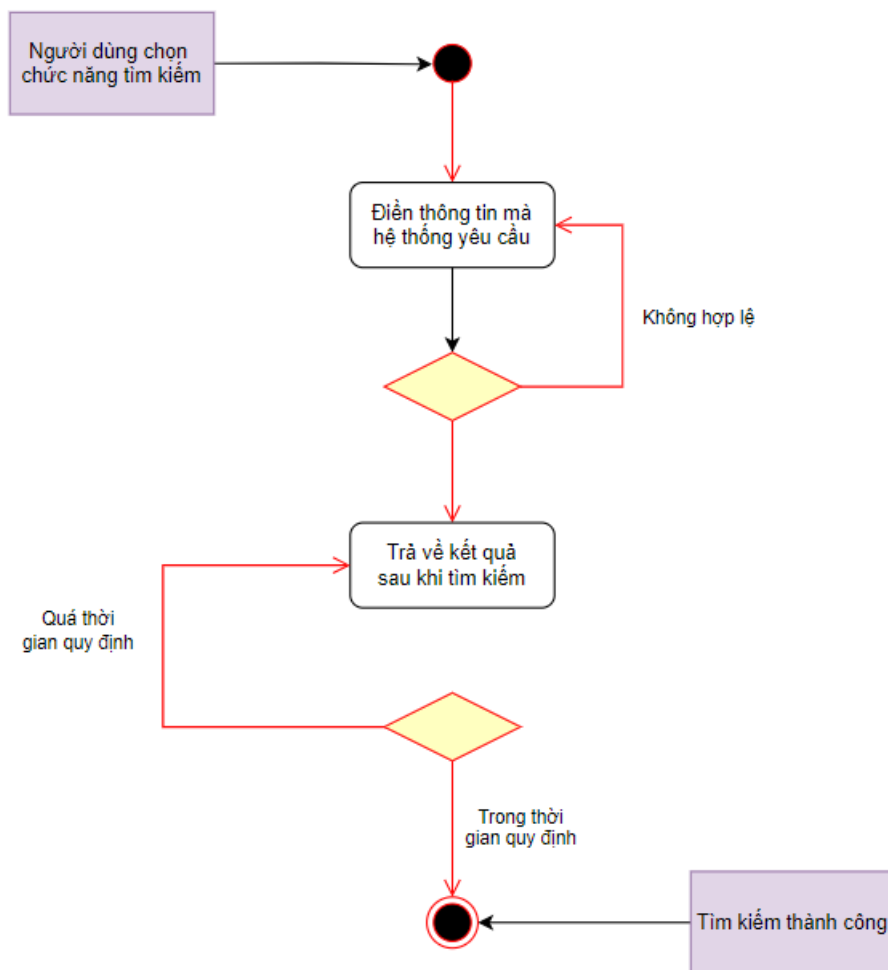 Người dùng chọn
chức năng tìm kiếm
Điền thông tin mà
hệ thống yêu cầu
Không hợp lệ
Trả về kết quả
sau khi tìm kiếm
Quá thời
gian quy định
Trong thời
gian quy định
Tìm kiếm thành công